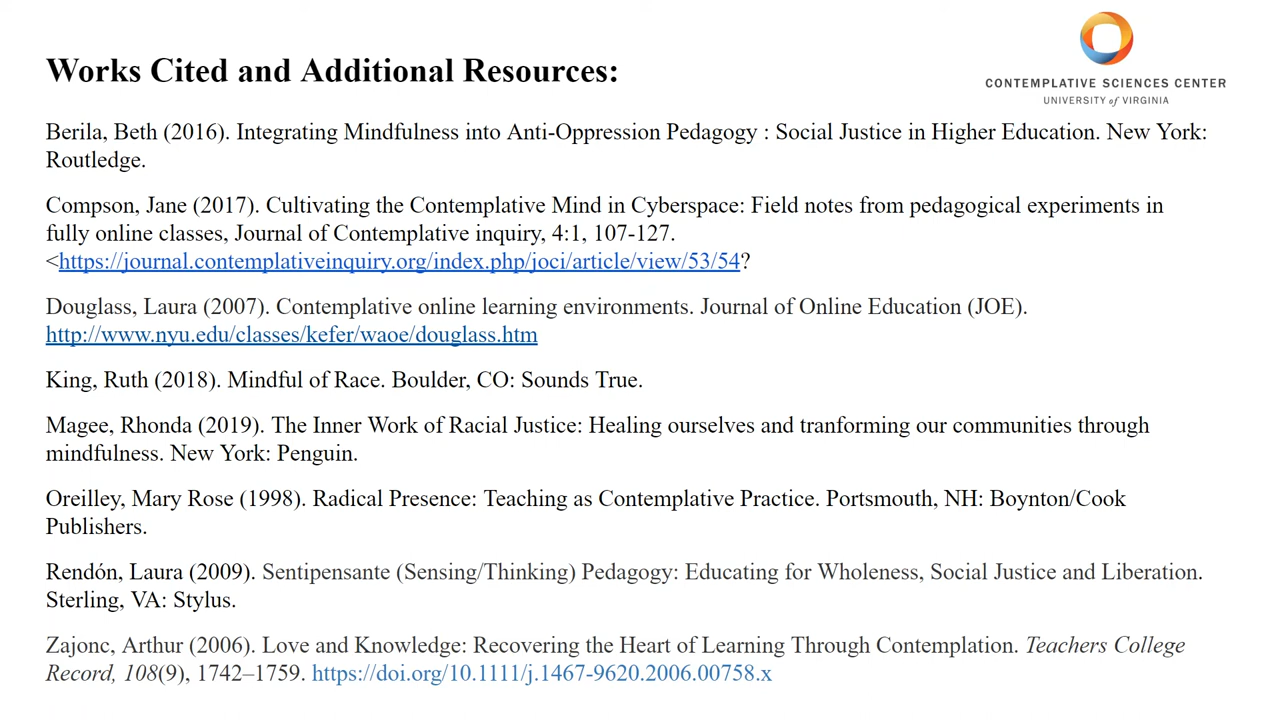 Works Cited and Additional Resources:
CONTEMPLATIVE SCIENCES CENTER
UNIVERSITY of VIRGINIA
Berila, Beth (2016). Integrating Mindfulness into Anti-Oppression Pedagogy : Social Justice in Higher Education. New York:
Routledge.
Compson, Jane (2017). Cultivating the Contemplative Mind in Cyberspace: Field notes from pedagogical experiments in
fully online classes, Journal of Contemplative inquiry, 4:1, 107-127.
<https://journal.contemplativeinquiry.org/index.php/joci/article/view/53/54?
Douglass, Laura (2007). Contemplative online learning environments. Journal of Online Education (JOE).
http://www.nyu.edu/classes/kefer/waoe/douglass.htm
King, Ruth (2018). Mindful of Race. Boulder, CO: Sounds True.
Magee, Rhonda (2019). The Inner Work of Racial Justice: Healing ourselves and tranforming our communities through
mindfulness. New York: Penguin.
Oreilley, Mary Rose (1998). Radical Presence: Teaching as Contemplative Practice. Portsmouth, NH: Boynton/Cook
Publishers.
Rendón, Laura (2009). Sentipensante (Sensing/Thinking) Pedagogy: Educating for Wholeness, Social Justice and Liberation.
Sterling, VA: Stylus.
Zajonc, Arthur (2006). Love and Knowledge: Recovering the Heart of Learning Through Contemplation. Teachers College
Record, 108(9), 1742–1759. https://doi.org/10.1111/j.1467-9620.2006.00758.x